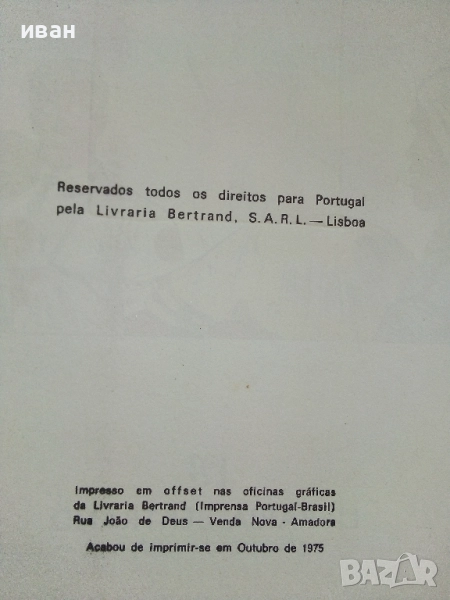 иван
Reservados todos os direitos para Portugal
pela Livraria Bertrand, S. A. R. L. — Lisboa
Impresso em offset nas oficinas gráficas
da Livraria Bertrand (Imprensa Portugal-Brasil)
Rua João de Deus — Venda Nova - Amadora
Acabou de imprimir-se em Outubro de 1975
BAZAR